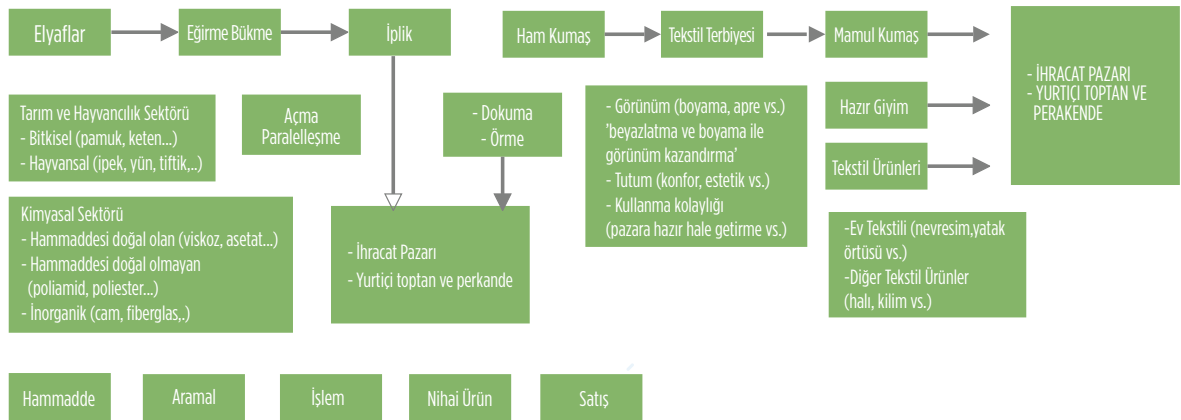 Elyaflar
Eğirme Bükme
İplik
Ham Kumaş
Tekstil Terbiyesi
Mamul Kumaş
- İHRACAT PAZARI
- YURTİÇİ TOPTAN VE
PERAKENDE
Tarım ve Hayvancılık Sektörü
- Bitkisel (pamuk, keten...)
- Hayvansal (ipek, yün, tiftik,..)
Açma
Paralelleşme
- Dokuma
- Örme
- Görünüm (boyama, apre vs.)
'beyazlatma ve boyama ile
görünüm kazandırma'
- Tutum (konfor, estetik vs.)
- Kullanma kolaylığı
(pazara hazır hale getirme vs.)
Hazır Giyim
Tekstil Ürünleri
Kimyasal Sektörü
- Hammaddesi doğal olan (viskoz, asetat...)
- Hammaddesi doğal olmayan
(poliamid, poliester...)
- İnorganik (cam, fiberglas,.)
- İhracat Pazarı
- Yurtiçi toptan ve perkande
-Ev Tekstili (nevresim,yatak
örtüsü vs.)
-Diğer Tekstil Ürünler
(halı, kilim vs.)
Hammadde
Aramal
İşlem
Nihai Ürün
Satış